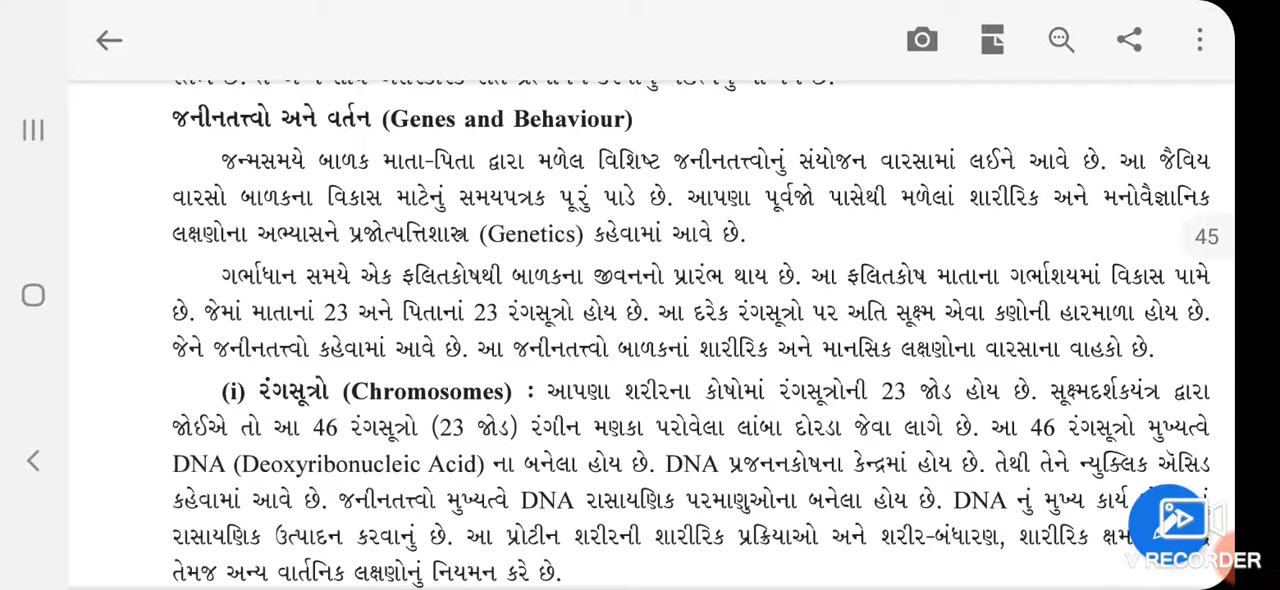 જનીનતત્ત્વો અને વર્તન (Genes and Behaviour)
જન્મસમયે બાળક માતા-પિતા દ્વારા મળેલ વિશિષ્ટ જનીનતત્ત્વોનું સંયોજન વારસામાં લઈને આવે છે. આ જૈવિય
વારસો બાળકના વિકાસ માટેનું સમયપત્રક પૂરું પાડે છે. આપણા પૂર્વજો પાસેથી મળેલાં શારીરિક અને મનોવૈજ્ઞાનિક
લક્ષણોના અભ્યાસને પ્રજોત્પત્તિશાસ્ત્ર (Genetics) કહેવામાં આવે છે.
45
ગર્ભાધાન સમયે એક ફલિતકોષથી બાળકના જીવનનો પ્રારંભ થાય છે. આ ફલિતકોષ માતાના ગર્ભાશયમાં વિકાસ પામે
છે. જેમાં માતાનાં 23 અને પિતાનાં 23 રંગસૂત્રો હોય છે. આ દરેક રંગસૂત્રો પર અતિ સૂક્ષ્મ એવા કણોની હારમાળા હોય છે.
જેને જનીનતત્ત્વો કહેવામાં આવે છે. આ જનીનતત્ત્વો બાળકનાં શારીરિક અને માનસિક લક્ષણોના વારસાના વાહકો છે.
(i) રંગસૂત્રો (Chromosomes) : આપણા શરીરના કોષોમાં રંગસૂત્રોની 23 જોડ હોય છે. સૂક્ષ્મદર્શકયંત્ર દ્વારા
જોઈએ તો આ 46 રંગસૂત્રો (23 જોડ) રંગીન મણકા પરોવેલા લાંબા દોરડા જેવા લાગે છે. આ 46 રંગસૂત્રો મુખ્યત્વે
DNA (Deoxyribonucleic Acid) ના બનેલા હોય છે. DNA પ્રજનનકોષના કેન્દ્રમાં હોય છે. તેથી તેને ન્યુક્લિક ઍસિડ
કહેવામાં આવે છે. જનીનતત્ત્વો મુખ્યત્વે DNA રાસાયણિક પરમાણુઓના બનેલા હોય છે. DNA નું મુખ્ય કાર્ય
રાસાયણિક ઉત્પાદન કરવાનું છે. આ પ્રોટીન શરીરની શારીરિક પ્રક્રિયાઓ અને શરીર-બંધારણ, શારીરિક
તેમજ અન્ય વાર્તનિક લક્ષણોનું નિયમન કરે છે.
V RECORDER